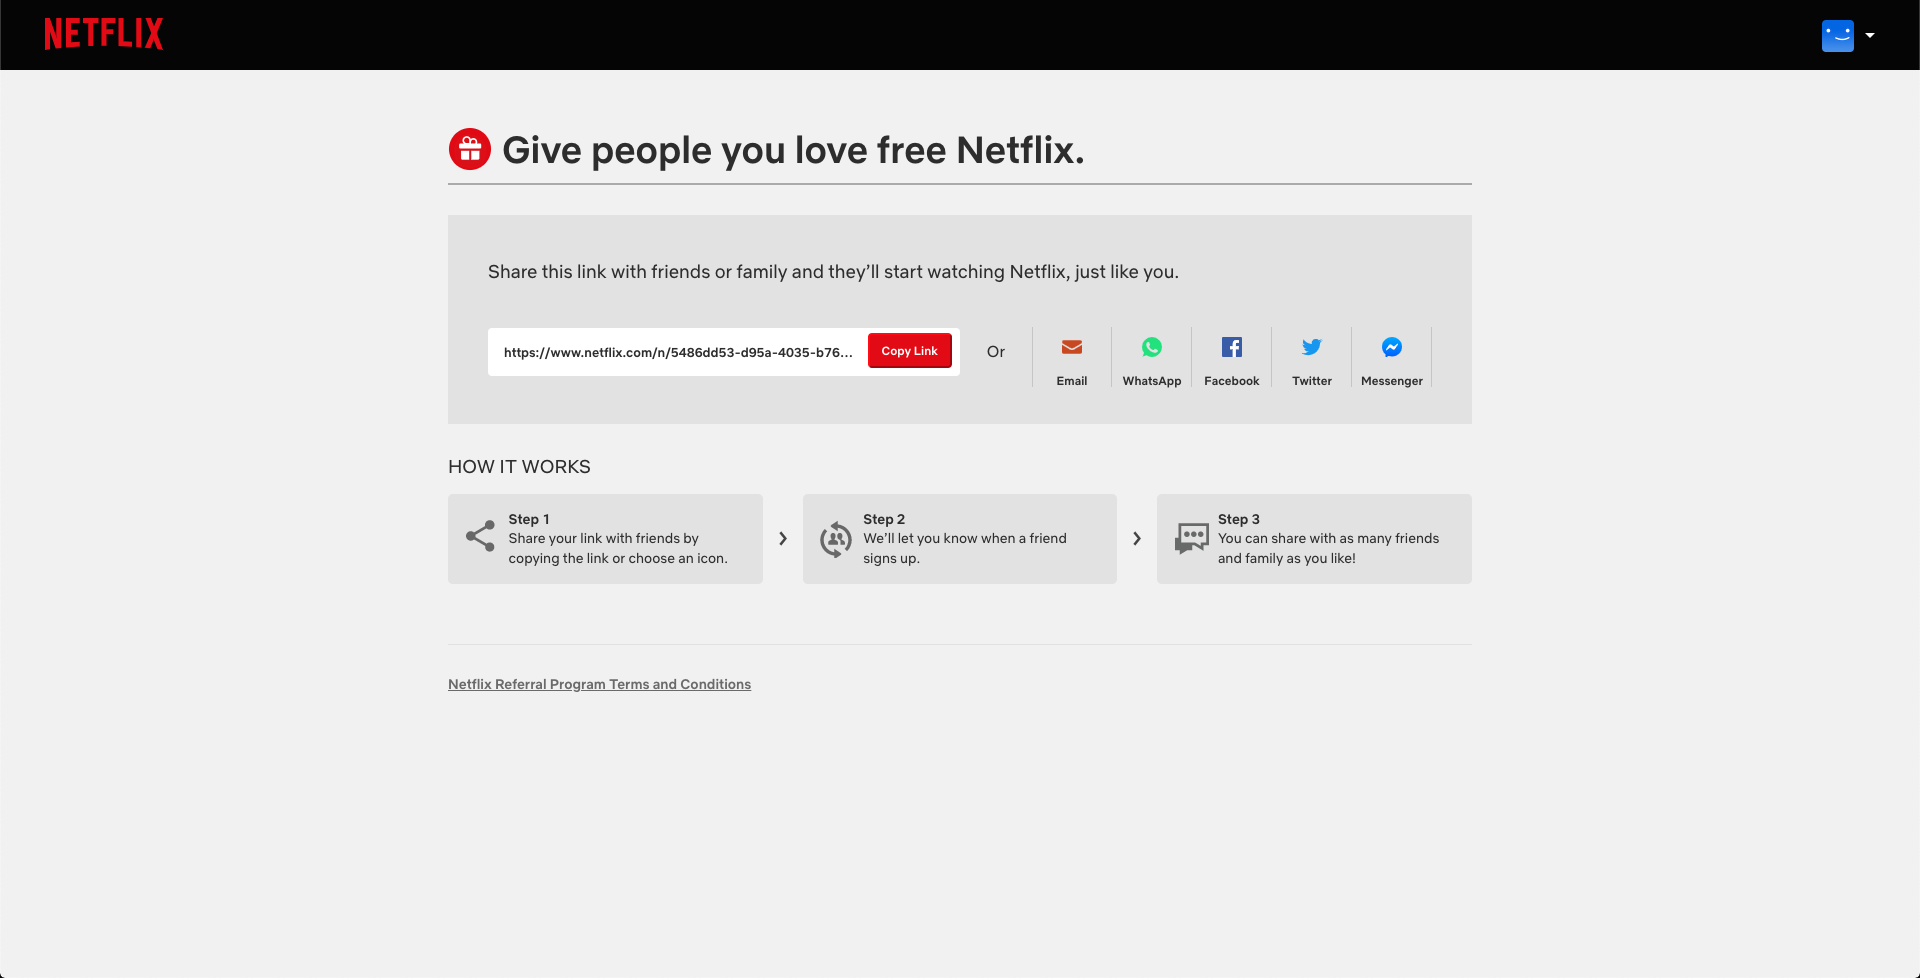 NETFLIX
Give people you love free Netflix.
Share this link with friends or family and they’ll start watching Netflix, just like you.
https://www.netflix.com/n/5486dd53-d95a-4035-b76...
Copy Link
Or
Email
WhatsApp
Facebook
Twitter
Messenger
HOW IT WORKS
Step 1
Share your link with friends by
copying the link or choose an icon.
Step 2
We’ll let you know when a friend
signs up.
Step 3
You can share with as many friends
and family as you like!
Netflix Referral Program Terms and Conditions